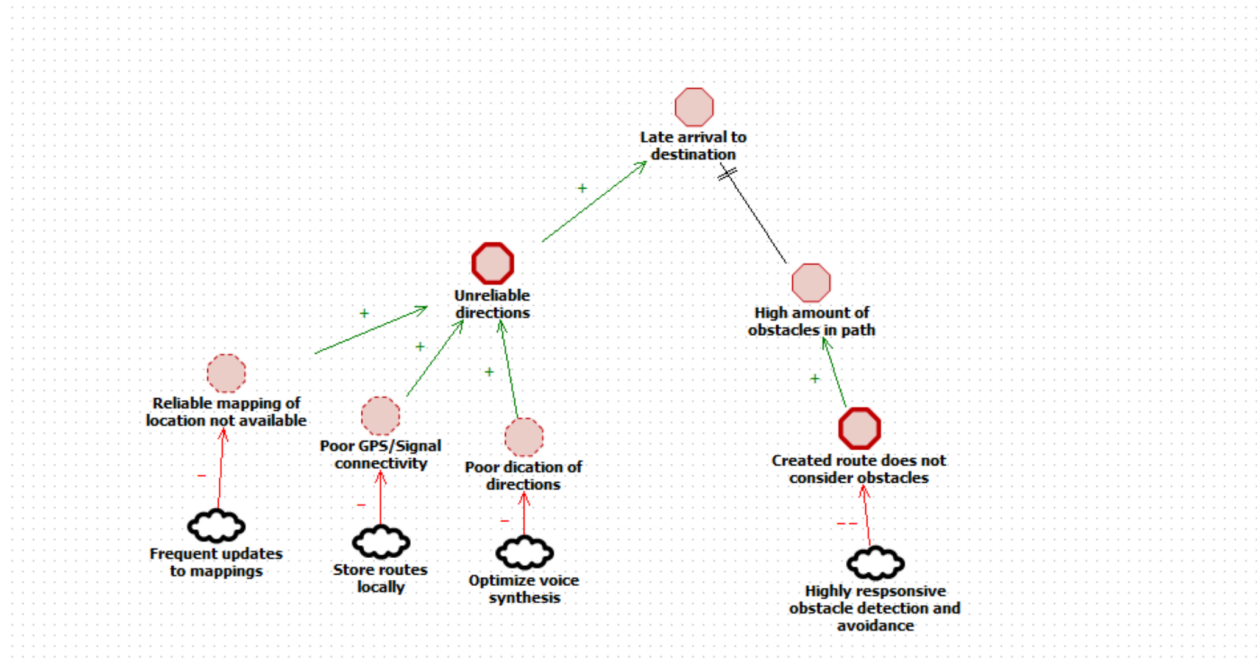 Late arrival to
destination
+
Unreliable
directions
High amount of
obstacles in path
+
+
+
+
Reliable mapping of
location not available
Poor GPS/Signal
connectivity
Poor dication of
directions
Created route does not
consider obstacles
-
-
-
--
Frequent updates
to mappings
Store routes
locally
Optimize voice
synthesis
Highly respsonsive
obstacle detection and
avoidance